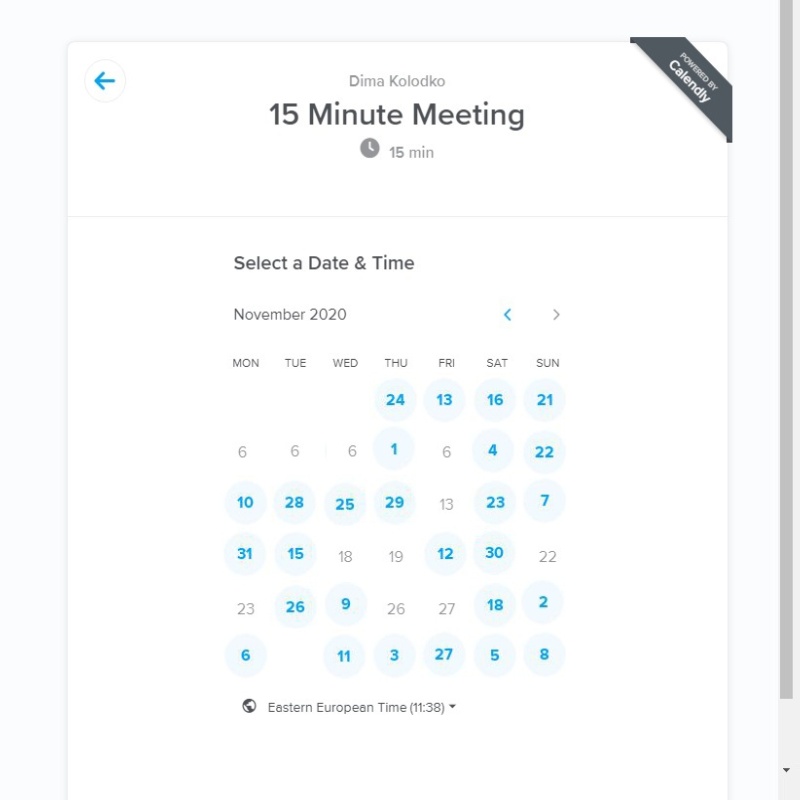 POWERED BY
Calendly
Dima Kolodko
15 Minute Meeting
15 min
Select a Date & Time
November 2020
MON TUE WED THU FRI SAT SUN
24 13 16 21
6 6 6 1 6 4 22
10 28 25 29 13 23 7
31 15 18 19 12 30 22
23 26 9 26 27 18 2
6 11 3 27 5 8
Eastern European Time (11:38)